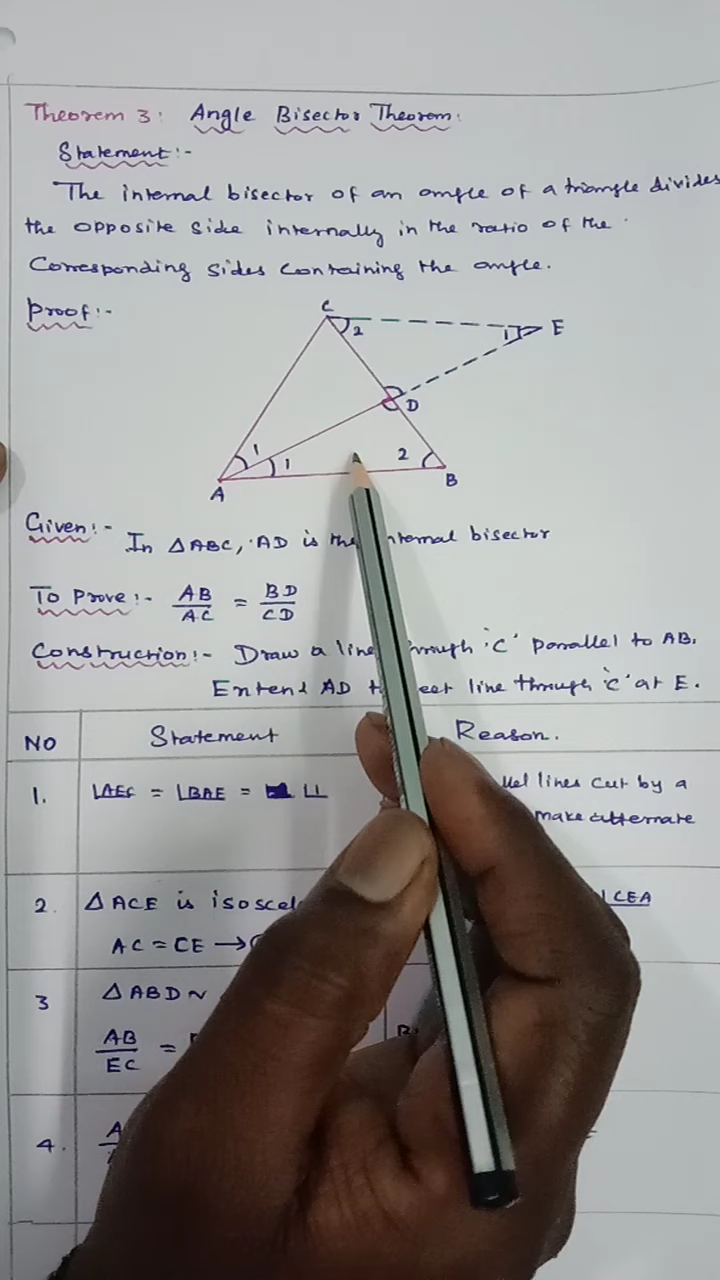 Theorem 3: Angle Bisector Theorem:
Statement:-
The internal bisector of an angle of a triangle divides
the opposite side internally in the ratio of the
Corresponding sides Containing the angle.
Proof:-
C
2
1
E
D
1
1
2
A
B
Given:- In △ABC, AD is the internal bisector
To Prove:- AB/AC = BD/CD
Construction:- Draw a line through 'C' parallel to AB.
Extend AD to meet line through 'C' at E.
NO Statement Reason.
1. ∠AEC = ∠BAE = ∠1 lines cut by a
make alternate
2. △ACE is CEA
AC = CE →
3 △ABD ~
AB/EC =
4.